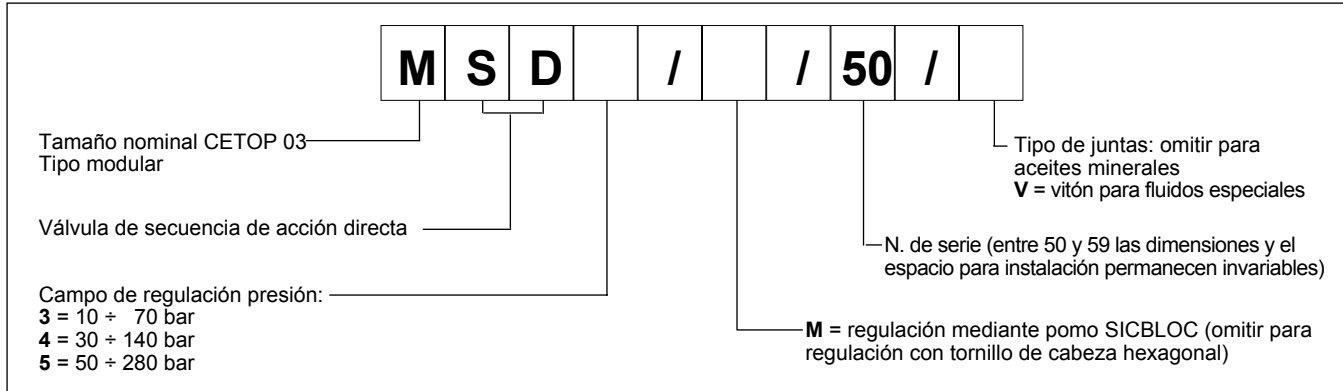 M S D / / 50 /
Tamaño nominal CETOP 03
Tipo modular
Válvula de secuencia de acción directa
Campo de regulación presión:
3 = 10 ÷ 70 bar
4 = 30 ÷ 140 bar
5 = 50 ÷ 280 bar
Tipo de juntas: omitir para
aceites minerales
V = vitón para fluidos especiales
N. de serie (entre 50 y 59 las dimensiones y el
espacio para instalación permanecen invariables)
M = regulación mediante pomo SICBLOC (omitir para
regulación con tornillo de cabeza hexagonal)